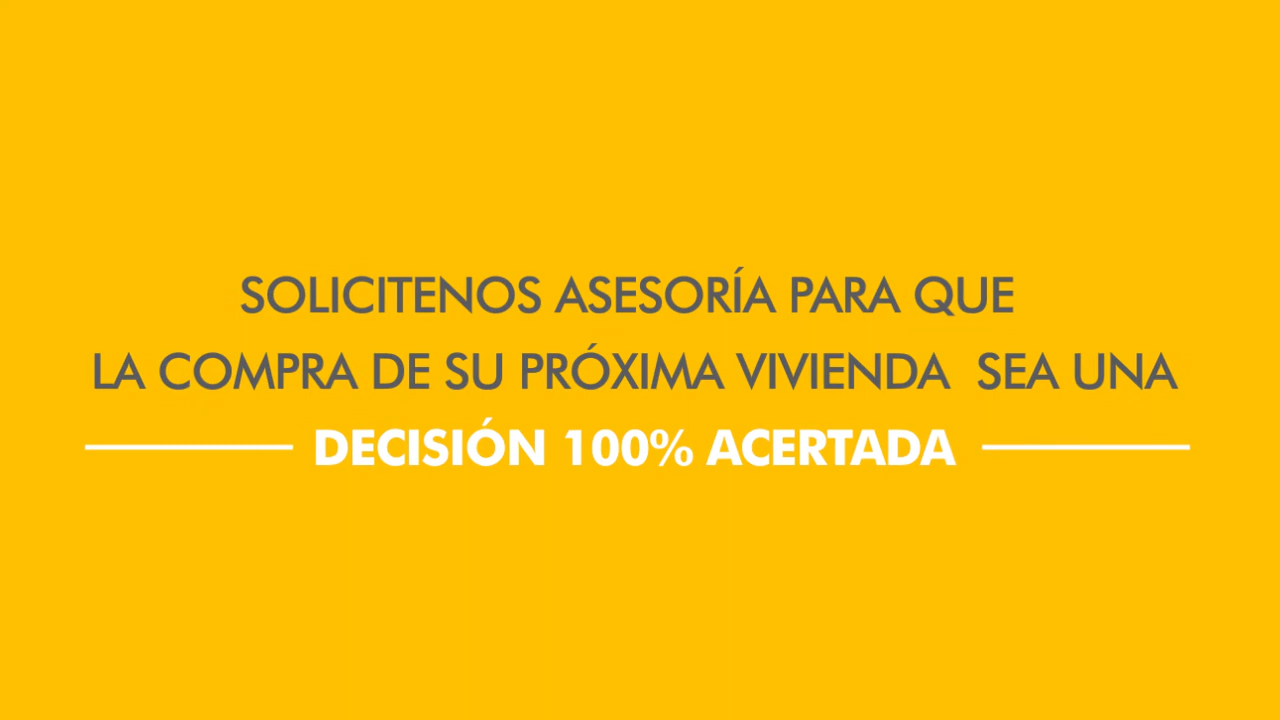 SOLICITENOS ASESORÍA PARA QUE
LA COMPRA DE SU PRÓXIMA VIVIENDA SEA UNA
DECISIÓN 100% ACERTADA